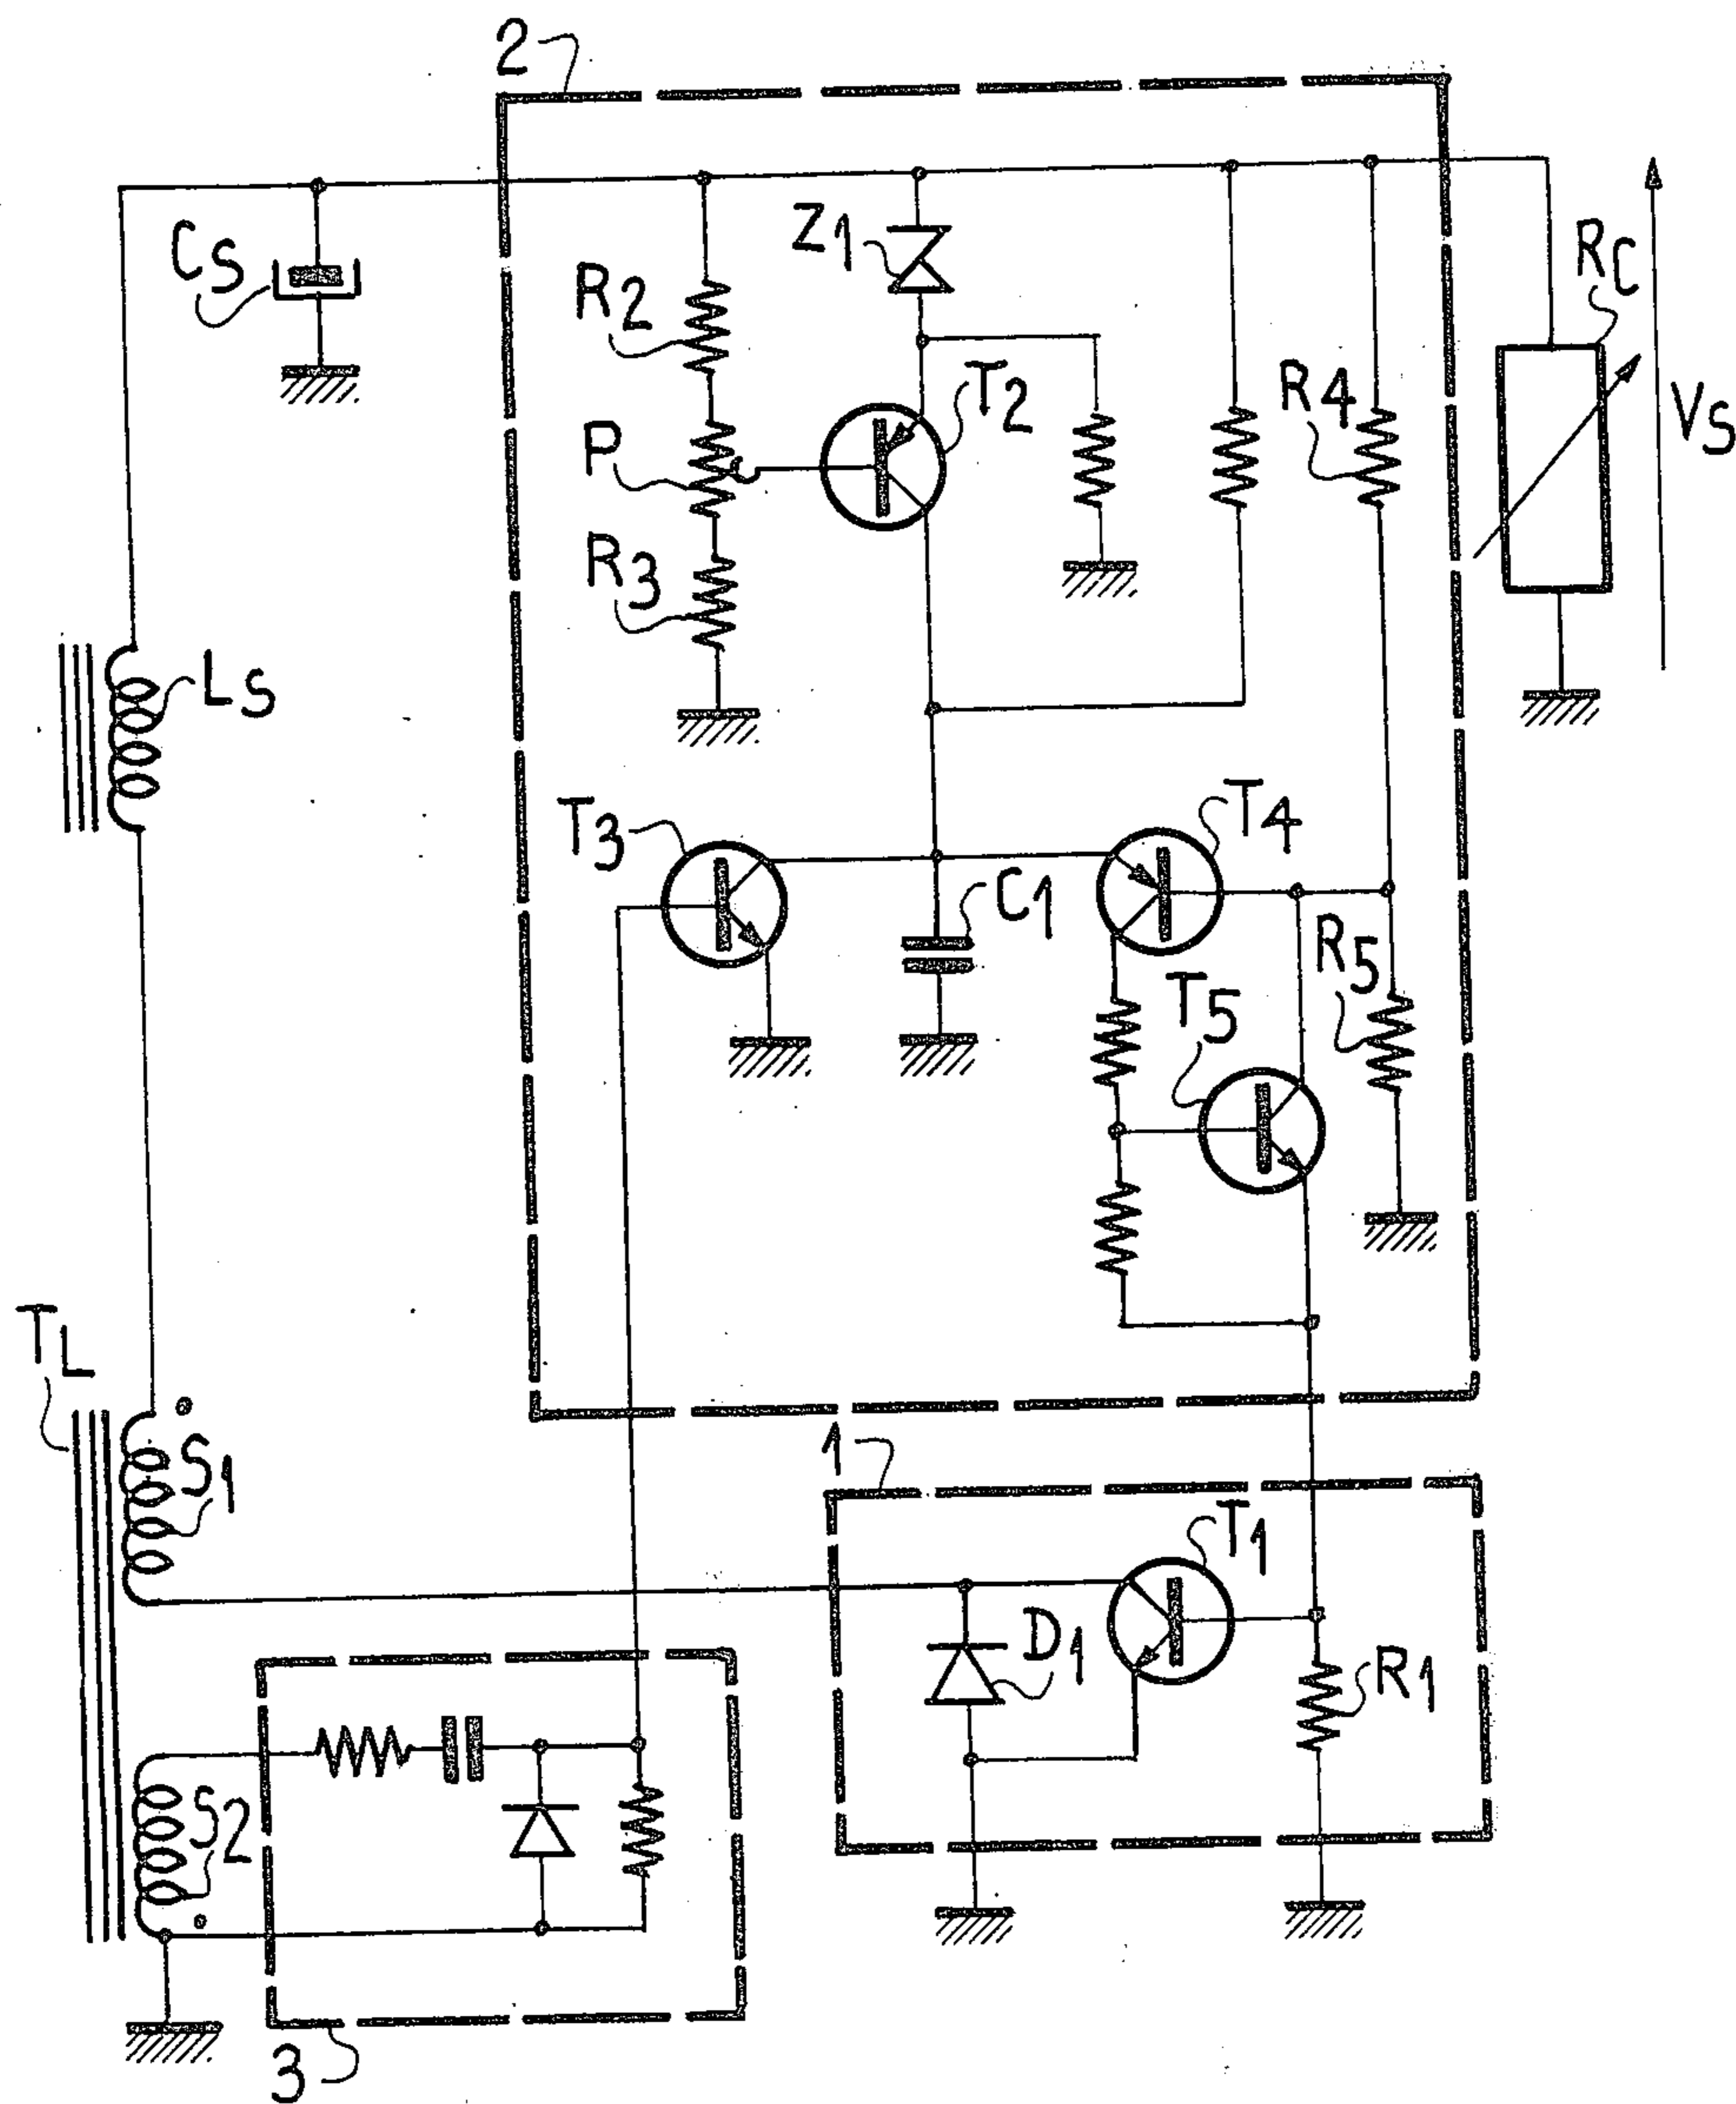 2
CS
R2
Z1
RC
P
T2
R4
VS
R3
LS
T3
T4
C1
R5
T5
TL
S1
1
T1
D1
R1
S2
3